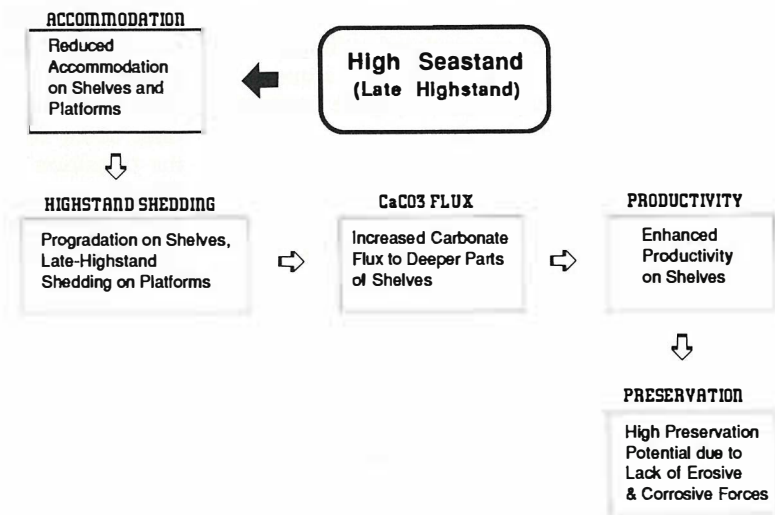 ACCOMMODATION
Reduced
Accommodation
on Shelves and
Platforms
High Seastand
(Late Highstand)
HIGHSTAND SHEDDING
Progradation on Shelves,
Late-Highstand
Shedding on Platforms
CaCO3 FLUX
Increased Carbonate
Flux to Deeper Parts
of Shelves
PRODUCTIVITY
Enhanced
Productivity
on Shelves
PRESERVATION
High Preservation
Potential due to
Lack of Erosive
& Corrosive Forces